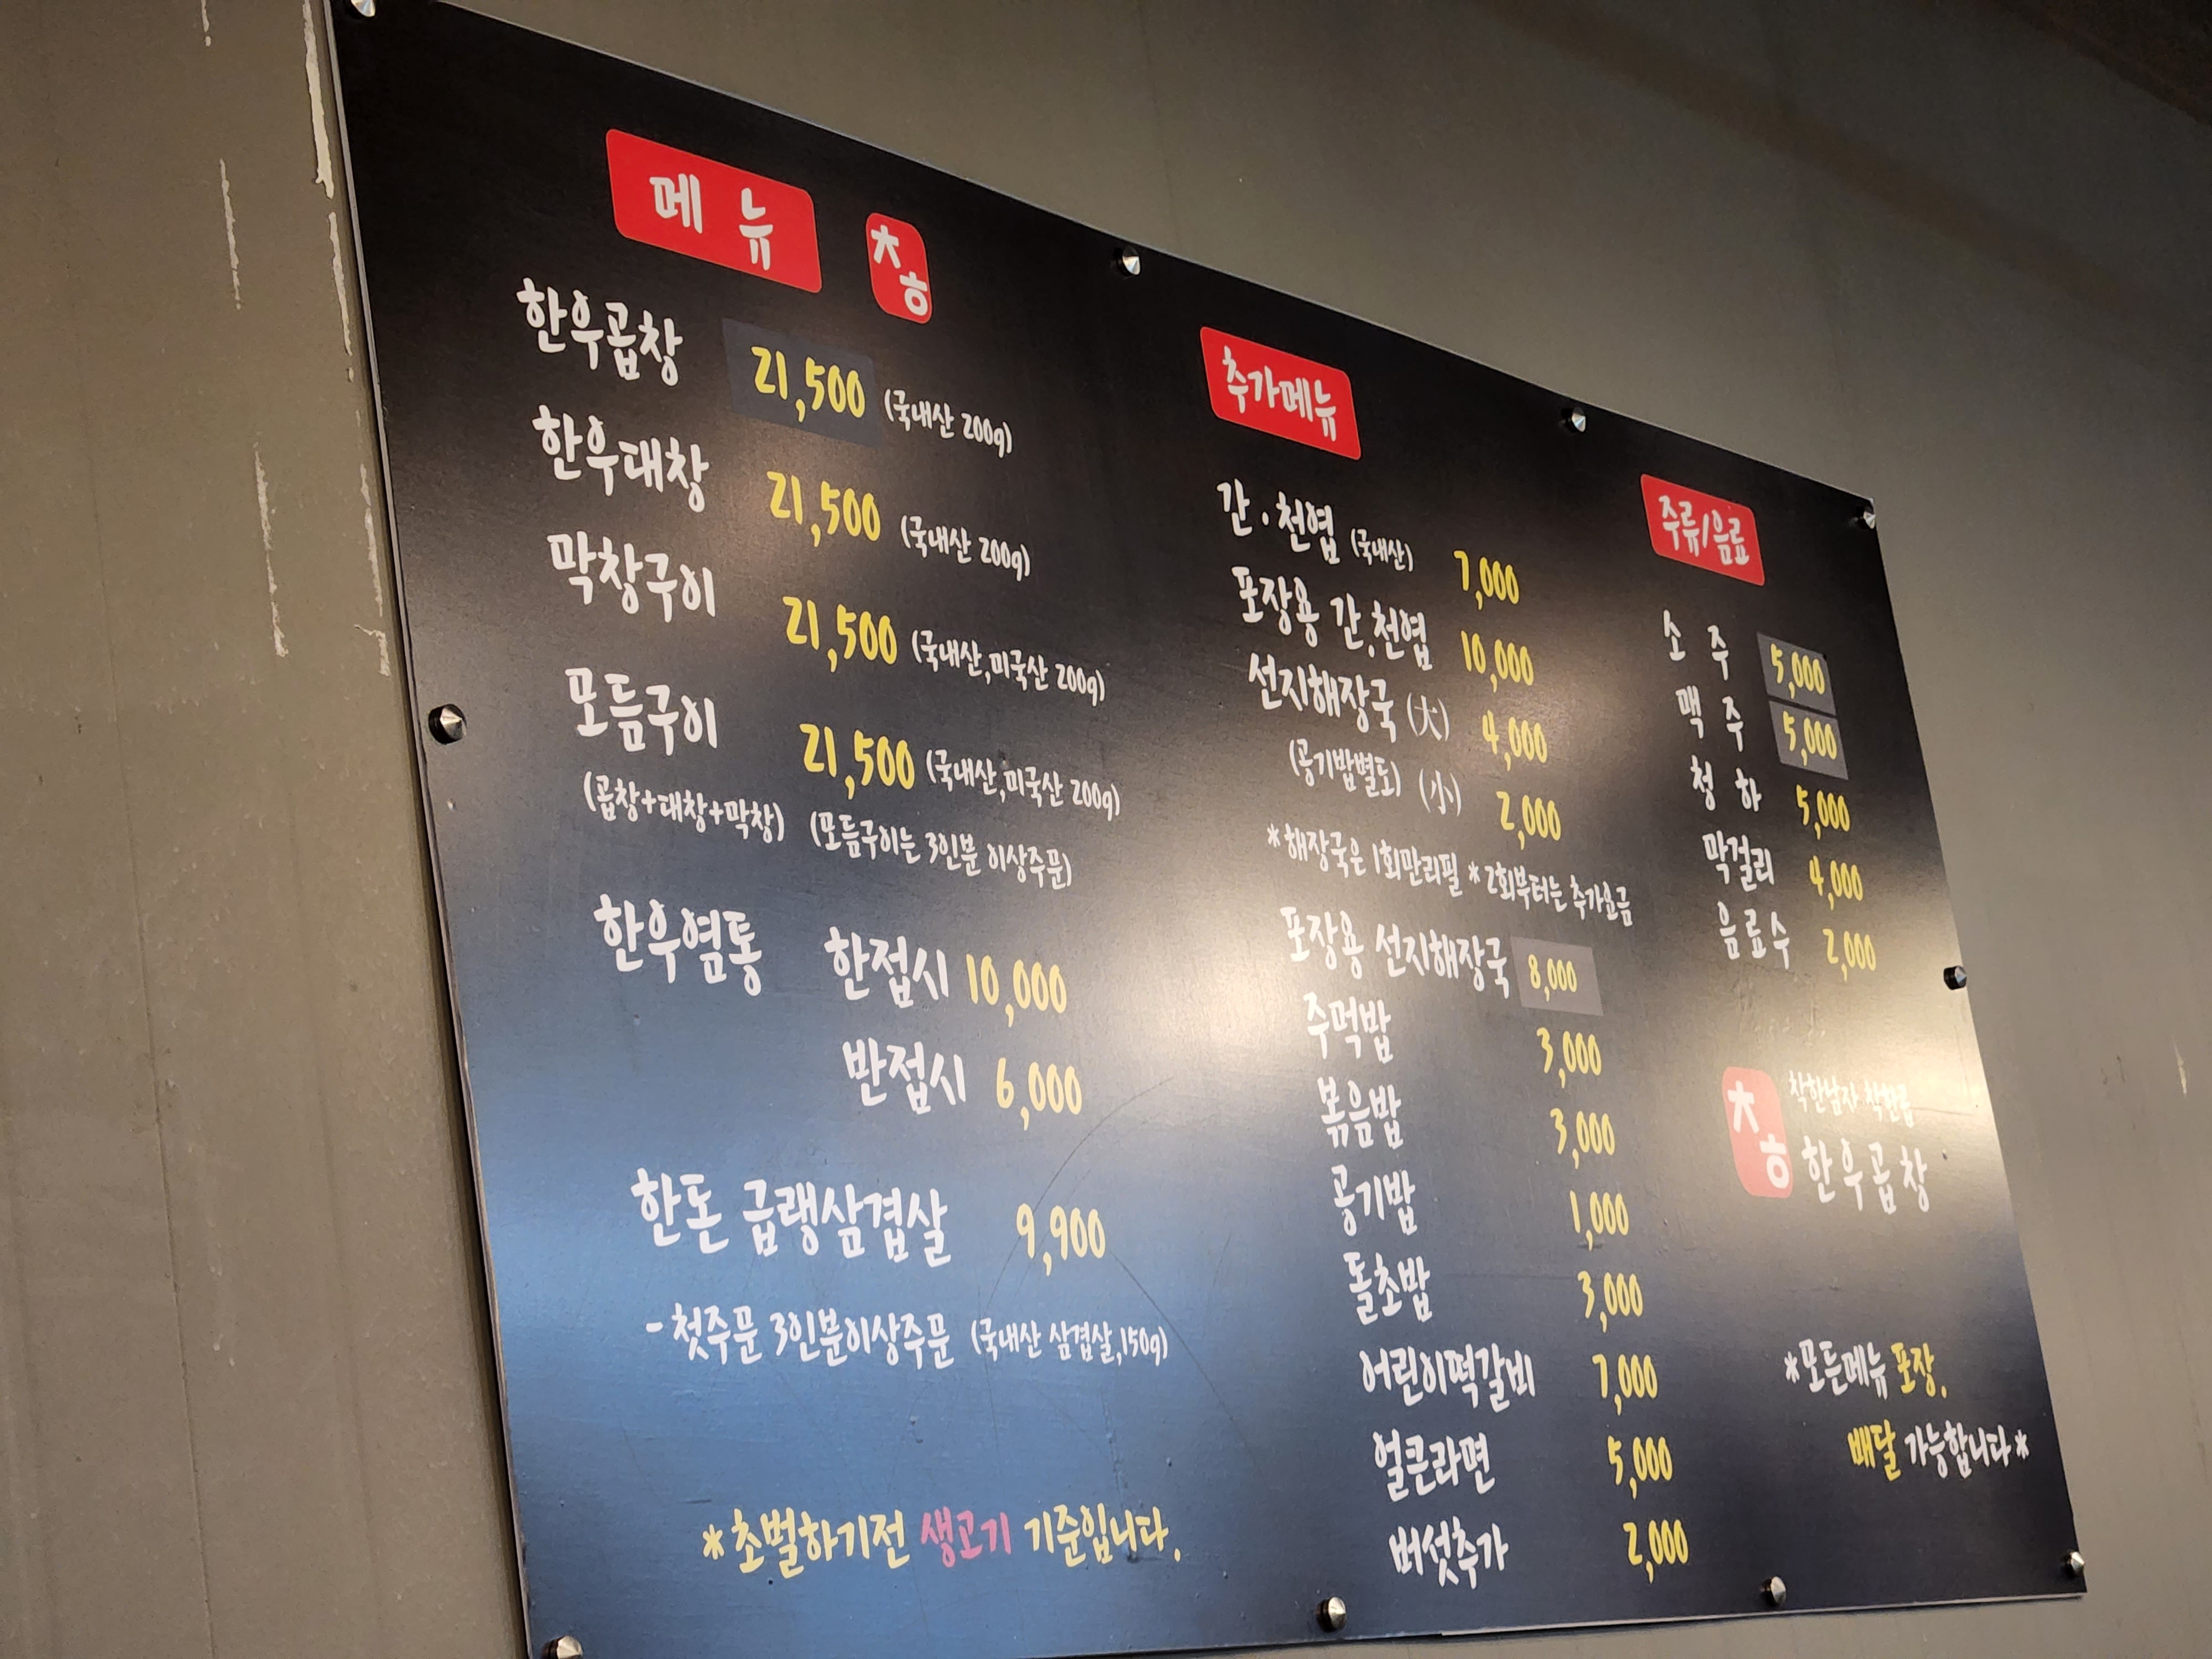 메뉴 ㅊㅎ
한우곱창 21,500 (국내산 200g)
한우대창 21,500 (국내산 200g)
막창구이 21,500 (국내산,미국산 200g)
모듬구이 21,500 (국내산,미국산 200g)
(곱창+대창+막창) (모듬구이는 3인분 이상주문)
한우염통 한접시 10,000
반접시 6,000
한돈 급랭삼겹살 9,900
- 첫주문 3인분이상주문 (국내산 삼겹살,150g)
*초벌하기전 생고기 기준입니다.
추가메뉴
간·천엽 (국내산) 7,000
포장용 간,천엽 10,000
선지해장국 (大) 4,000
(공기밥별도) (小) 2,000
*해장국은 1회만리필 *2회부터는 추가요금
포장용 선지해장국 8,000
주먹밥 3,000
볶음밥 3,000
공기밥 1,000
돌초밥 3,000
어린이떡갈비 7,000
얼큰라면 5,000
버섯추가 2,000
주류/음료
소주 5,000
맥주 5,000
청하 5,000
막걸리 4,000
음료수 2,000
ㅊㅎ
착한남자 착한곱
한우곱창
*모든메뉴 포장,
배달 가능합니다*